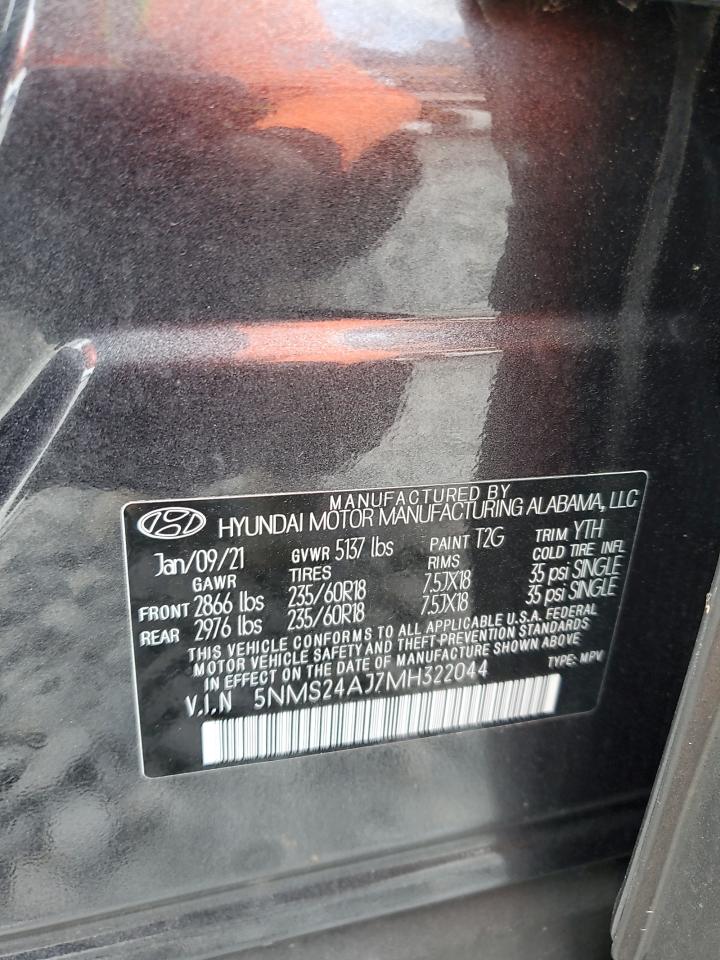 MANUFACTURED BY
HYUNDAI MOTOR MANUFACTURING ALABAMA, LLC
Jan/09/21 GVWR 5137 lbs PAINT T2G TRIM YTH
GAWR TIRES RIMS COLD TIRE INFL
FRONT 2866 lbs 235/60R18 7.5JX18 35 psi SINGLE
REAR 2976 lbs 235/60R18 7.5JX18 35 psi SINGLE
THIS VEHICLE CONFORMS TO ALL APPLICABLE U.S.A. FEDERAL
MOTOR VEHICLE SAFETY AND THEFT-PREVENTION STANDARDS
IN EFFECT ON THE DATE OF MANUFACTURE SHOWN ABOVE
V.I.N 5NMS24AJ7MH322044 TYPE: MPV